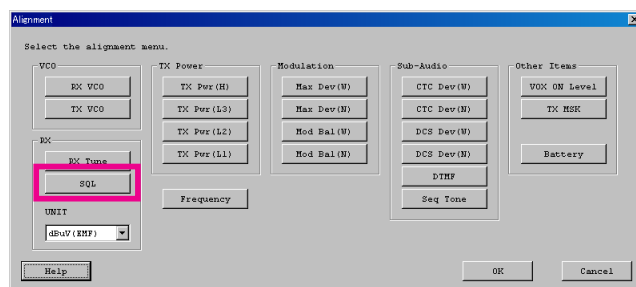 Alignment
Select the alignment menu.
VCO
RX VCO
TX VCO
RX
RX Tune
SQL
UNIT
dBuV(EMF)
TX Power
TX Pwr(H)
TX Pwr(L3)
TX Pwr(L2)
TX Pwr(L1)
Frequency
Modulation
Max Dev(W)
Max Dev(N)
Mod Bal(W)
Mod Bal(N)
Sub-Audio
CTC Dev(W)
CTC Dev(N)
DCS Dev(W)
DCS Dev(N)
DTMF
Seq Tone
Other Items
VOX ON Level
TX MSK
Battery
Help
OK
Cancel